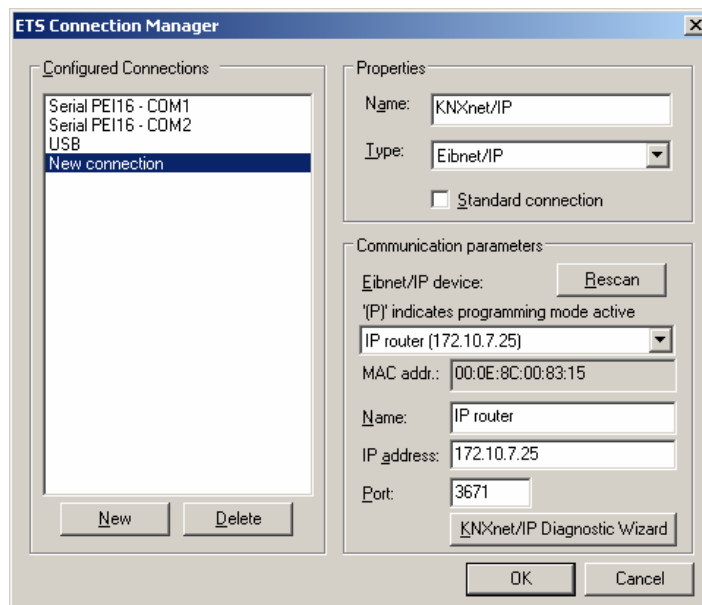 ETS Connection Manager
Configured Connections
Serial PEI16 - COM1
Serial PEI16 - COM2
USB
New connection
New
Delete
Properties
Name:
KNXnet/IP
Type:
Eibnet/IP
Standard connection
Communication parameters
Eibnet/IP device:
Rescan
'(P)' indicates programming mode active
IP router (172.10.7.25)
MAC addr.:
00:0E:8C:00:83:15
Name:
IP router
IP address:
172.10.7.25
Port:
3671
KNXnet/IP Diagnostic Wizard
OK
Cancel